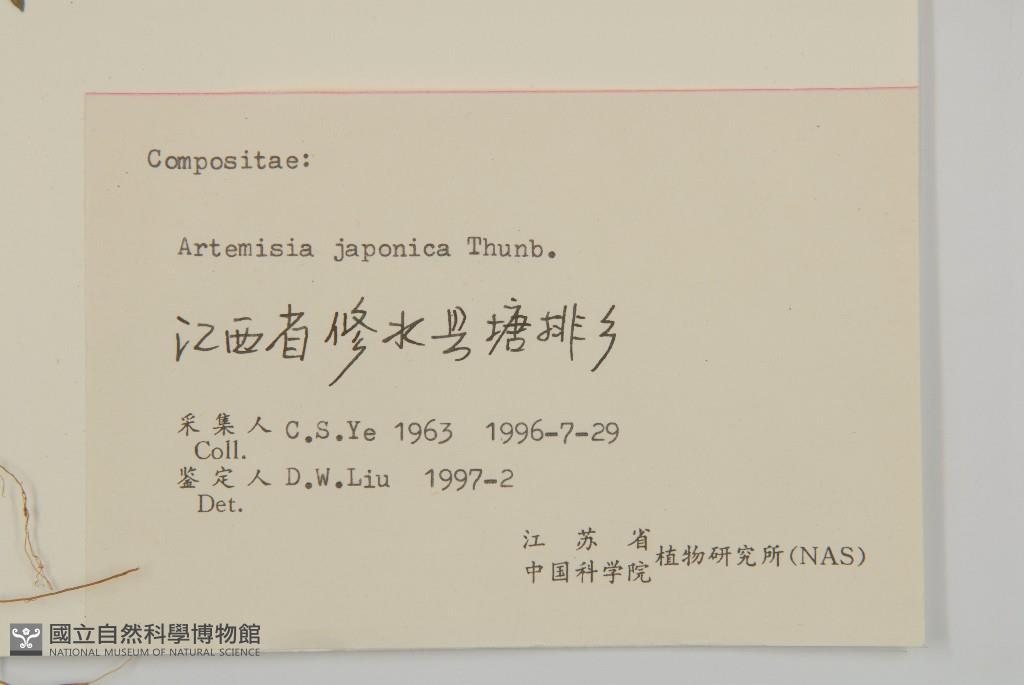 Compositae:
Artemisia japonica Thunb.
江西省修水县塘排乡
采集人 C.S.Ye 1963 1996-7-29
Coll.
鉴定人 D.W.Liu 1997-2
Det.
江苏省
中国科学院 植物研究所(NAS)
國立自然科學博物館
NATIONAL MUSEUM OF NATURAL SCIENCE